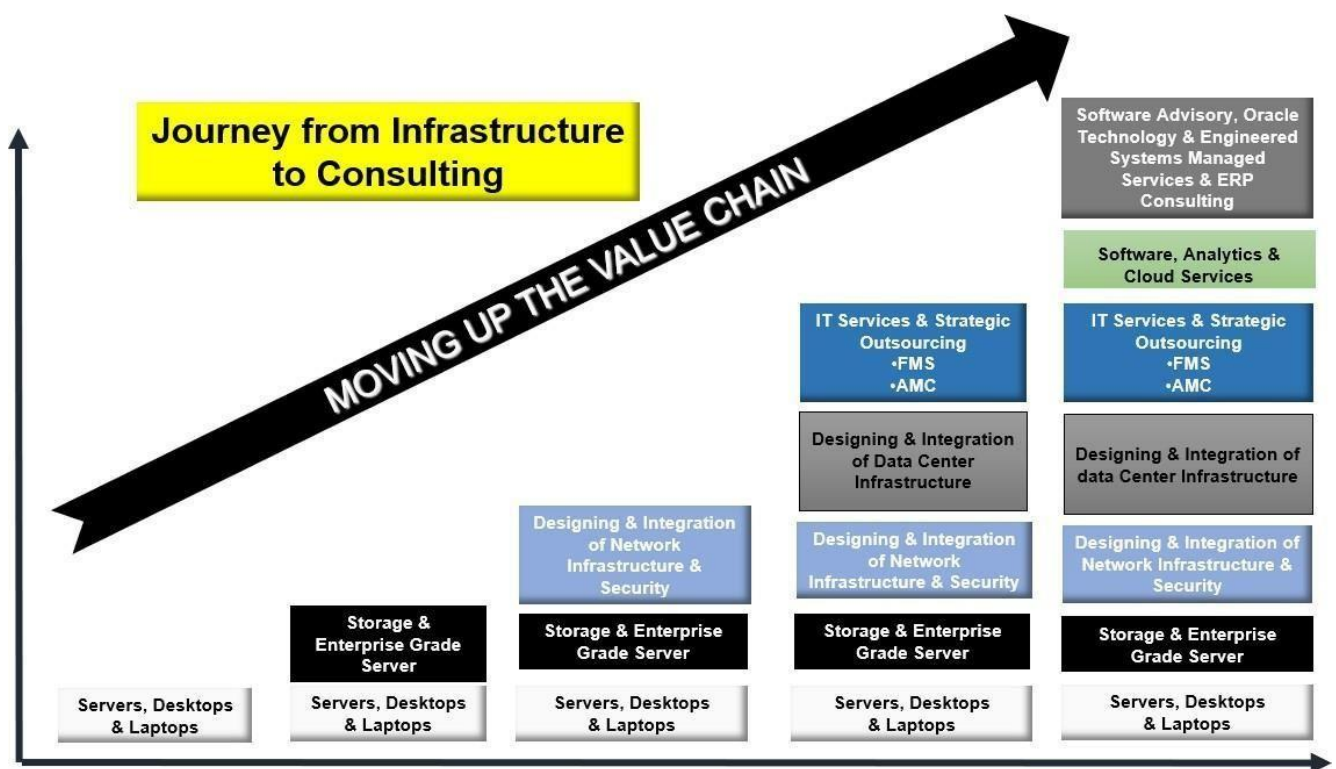 Journey from Infrastructure
to Consulting
MOVING UP THE VALUE CHAIN
Servers, Desktops
& Laptops
Storage &
Enterprise Grade
Server
Servers, Desktops
& Laptops
Designing & Integration
of Network
Infrastructure &
Security
Storage & Enterprise
Grade Server
Servers, Desktops
& Laptops
IT Services & Strategic
Outsourcing
•FMS
•AMC
Designing & Integration
of Data Center
Infrastructure
Designing & Integration
of Network
Infrastructure & Security
Storage & Enterprise
Grade Server
Servers, Desktops
& Laptops
Software Advisory, Oracle
Technology & Engineered
Systems Managed
Services & ERP
Consulting
Software, Analytics &
Cloud Services
IT Services & Strategic
Outsourcing
•FMS
•AMC
Designing & Integration of
data Center Infrastructure
Designing & Integration of
Network Infrastructure &
Security
Storage & Enterprise
Grade Server
Servers, Desktops
& Laptops